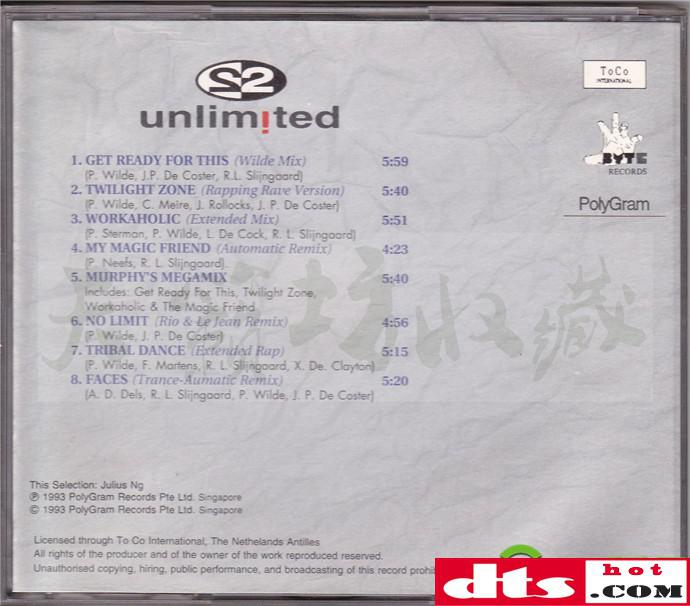 2
unlim!ted
1. GET READY FOR THIS (Wilde Mix) 5:59
(P. Wilde, J.P. De Coster, R.L. Slijngaard)
2. TWILIGHT ZONE (Rapping Rave Version) 5:40
(P. Wilde, C. Meire, J. Rollocks, J. P. De Coster)
3. WORKAHOLIC (Extended Mix) 5:51
(P. Sterman, P. Wilde, L. De Cock, R. L. Slijngaard)
4. MY MAGIC FRIEND (Automatic Remix) 4:23
(P. Neefs, R. L. Slijngaard)
5. MURPHY'S MEGAMIX 5:40
Includes: Get Ready For This, Twilight Zone,
Workaholic & The Magic Friend
6. NO LIMIT (Rio & Le Jean Remix) 4:56
(P. Wilde, J. P. De Coster)
7. TRIBAL DANCE (Extended Rap) 5:15
(P. Wilde, F. Martens, R. L. Slijngaard, X. De. Clayton)
8. FACES (Trance-Aumatic Remix) 5:20
(A. D. Dels, R. L. Slijngaard, P. Wilde, J. P. De Coster)
ToCo
INTERNATIONAL
BYTE
RECORDS
PolyGram
坊收藏
This Selection: Julius Ng
℗ 1993 PolyGram Records Pte Ltd. Singapore
© 1993 PolyGram Records Pte Ltd. Singapore
Licensed through To Co International, The Nethelands Antilles
All rights of the producer and of the owner of the work reproduced reserved.
Unauthorised copying, hiring, public performance, and broadcasting of this record prohib
dts hot
.COM